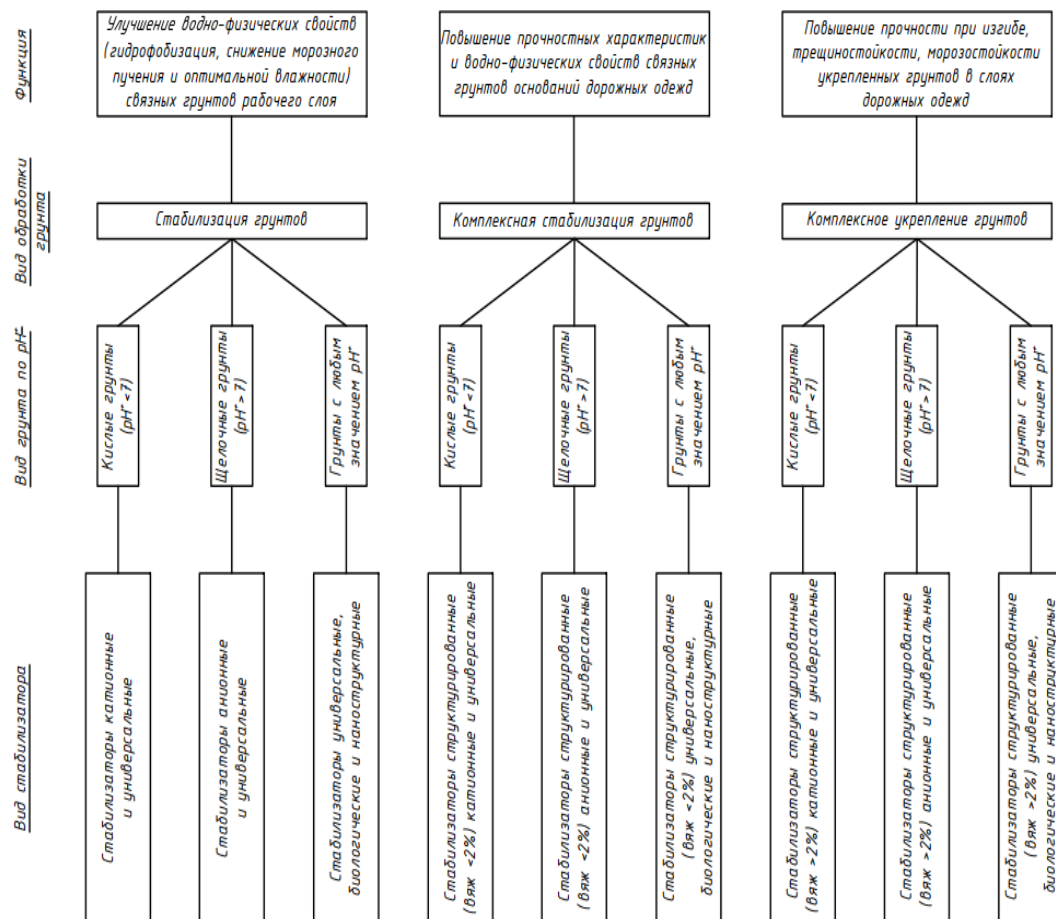 Функция
Улучшение водно-физических свойств
(гидрофобизация, снижение морозного
пучения и оптимальной влажности)
связных грунтов рабочего слоя
Повышение прочностных характеристик
и водно-физических свойств связных
грунтов оснований дорожных одежд
Повышение прочности при изгибе,
трещиностойкости, морозостойкости
укрепленных грунтов в слоях
дорожных одежд
Вид обработки
грунта
Стабилизация грунтов
Комплексная стабилизация грунтов
Комплексное укрепление грунтов
Вид грунта по pH-
Кислые грунты
(pH-<7)
Щелочные грунты
(pH->7)
Грунты с любым
значением pH-
Кислые грунты
(pH-<7)
Щелочные грунты
(pH->7)
Грунты с любым
значением pH-
Кислые грунты
(pH-<7)
Щелочные грунты
(pH->7)
Грунты с любым
значением pH-
Вид стабилизатора
Стабилизаторы катионные
и универсальные
Стабилизаторы анионные
и универсальные
Стабилизаторы универсальные,
биологические и наноструктурные
Стабилизаторы структурированные
(вяж <2%) катионные и универсальные
Стабилизаторы структурированные
(вяж <2%) анионные и универсальные
Стабилизаторы структурированные
(вяж <2%) универсальные,
биологические и наноструктурные
Стабилизаторы структурированные
(вяж >2%) катионные и универсальные
Стабилизаторы структурированные
(вяж >2%) анионные и универсальные
Стабилизаторы структурированные
(вяж >2%) универсальные,
биологические и наноструктурные